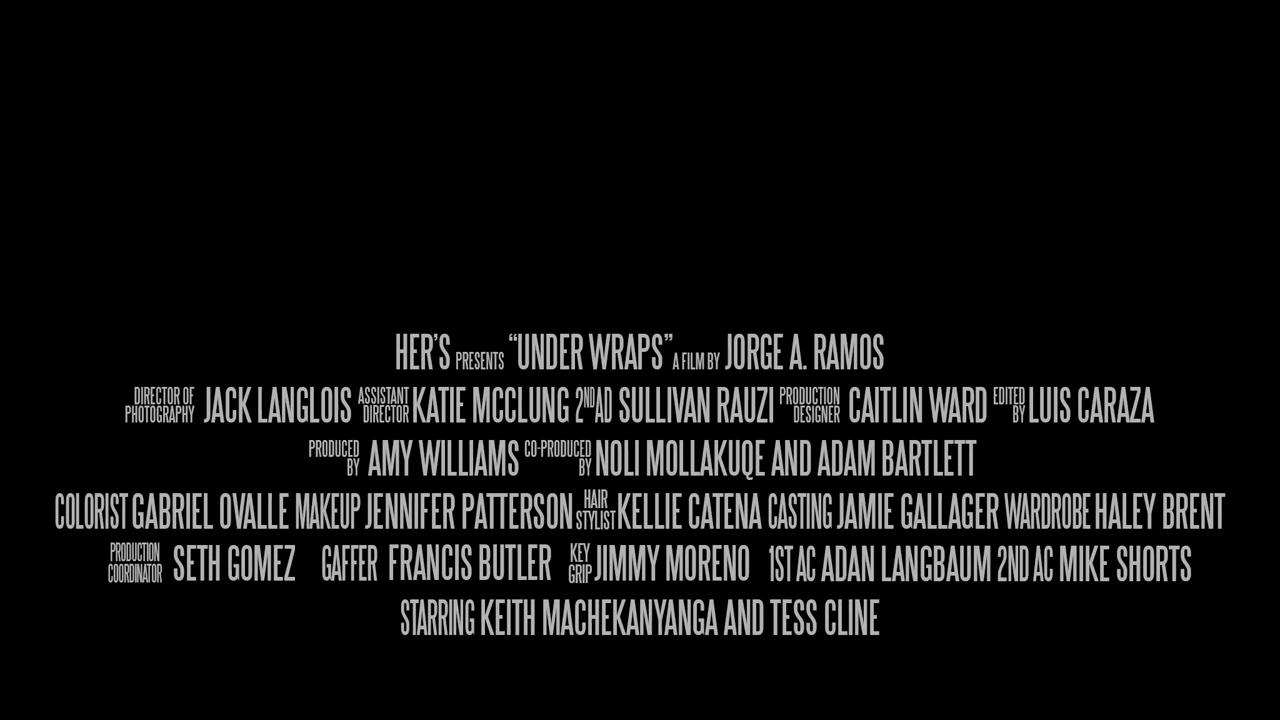 HER'S PRESENTS “UNDER WRAPS” A FILM BY JORGE A. RAMOS
DIRECTOR OF PHOTOGRAPHY JACK LANGLOIS ASSISTANT DIRECTOR KATIE MCCLUNG 2ND AD SULLIVAN RAUZI PRODUCTION DESIGNER CAITLIN WARD EDITED BY LUIS CARAZA
PRODUCED BY AMY WILLIAMS CO-PRODUCED BY NOLI MOLLAKUQE AND ADAM BARTLETT
COLORIST GABRIEL OVALLE MAKEUP JENNIFER PATTERSON HAIR STYLIST KELLIE CATENA CASTING JAMIE GALLAGER WARDROBE HALEY BRENT
PRODUCTION COORDINATOR SETH GOMEZ GAFFER FRANCIS BUTLER KEY GRIP JIMMY MORENO 1ST AC ADAN LANGBAUM 2ND AC MIKE SHORTS
STARRING KEITH MACHEKANYANGA AND TESS CLINE